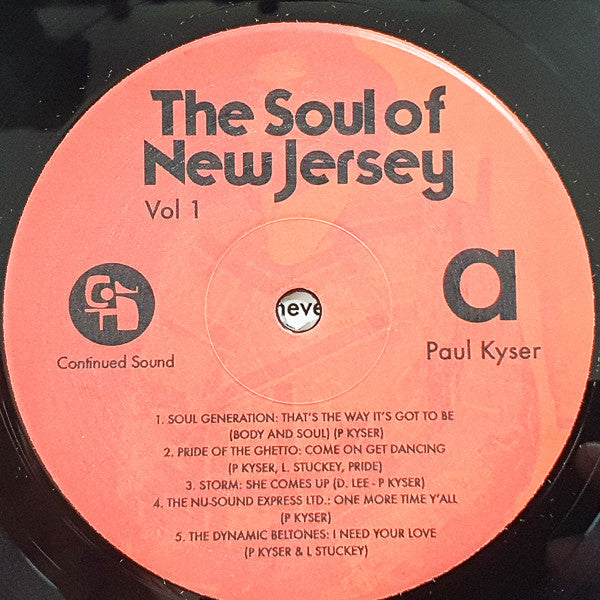 The Soul of
New Jersey
Vol 1
a
Continued Sound
Paul Kyser
1. SOUL GENERATION: THAT'S THE WAY IT'S GOT TO BE
(BODY AND SOUL) (P KYSER)
2. PRIDE OF THE GHETTO: COME ON GET DANCING
(P KYSER, L. STUCKEY, PRIDE)
3. STORM: SHE COMES UP (D. LEE - P KYSER)
4. THE NU-SOUND EXPRESS LTD.: ONE MORE TIME Y'ALL
(P KYSER)
5. THE DYNAMIC BELTONES: I NEED YOUR LOVE
(P KYSER & L STUCKEY)